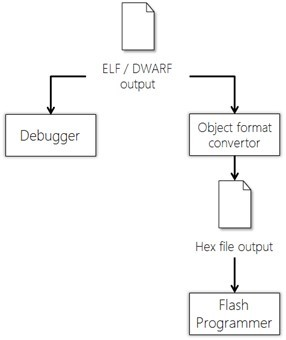 ELF / DWARF
output
Debugger
Object format
convertor
Hex file output
Flash
Programmer